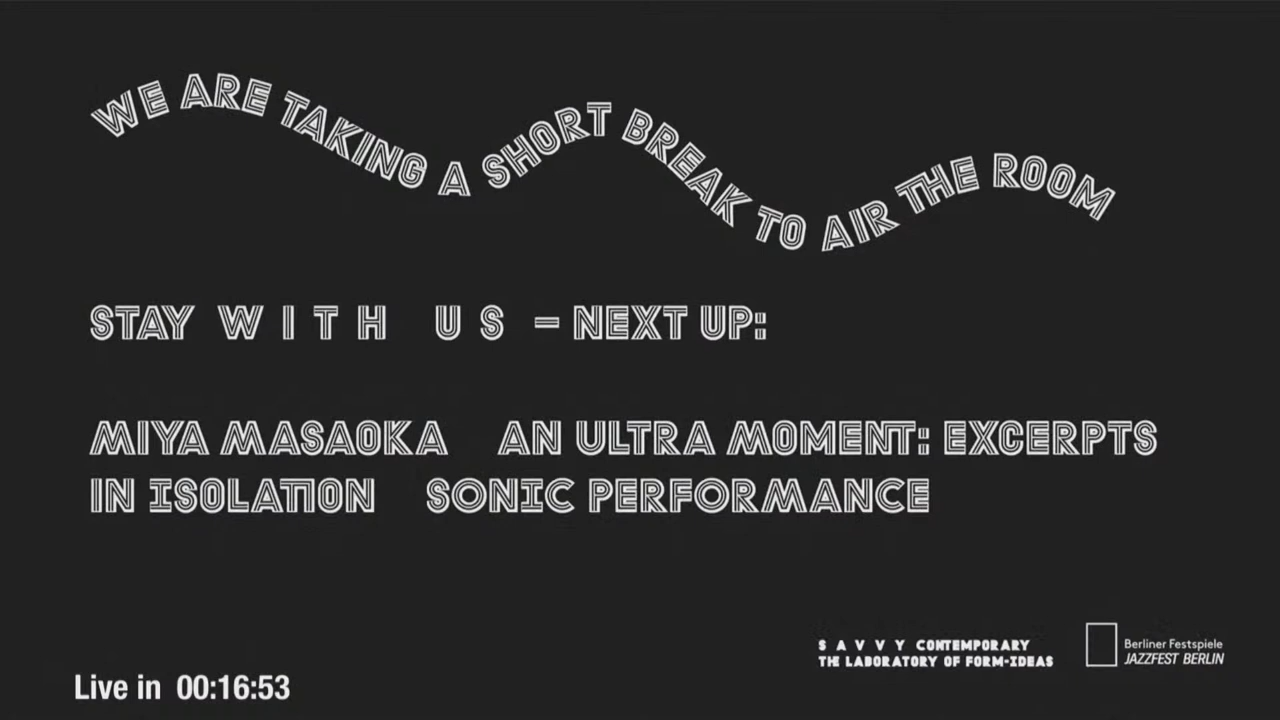 WE ARE TAKING A SHORT BREAK TO AIR THE ROOM
STAY W I T H U S – NEXT UP:
MIYA MASAOKA AN ULTRA MOMENT: EXCERPTS
IN ISOLATION SONIC PERFORMANCE
S A V V Y CONTEMPORARY
THE LABORATORY OF FORM-IDEAS
Berliner Festspiele
JAZZFEST BERLIN
Live in 00:16:53